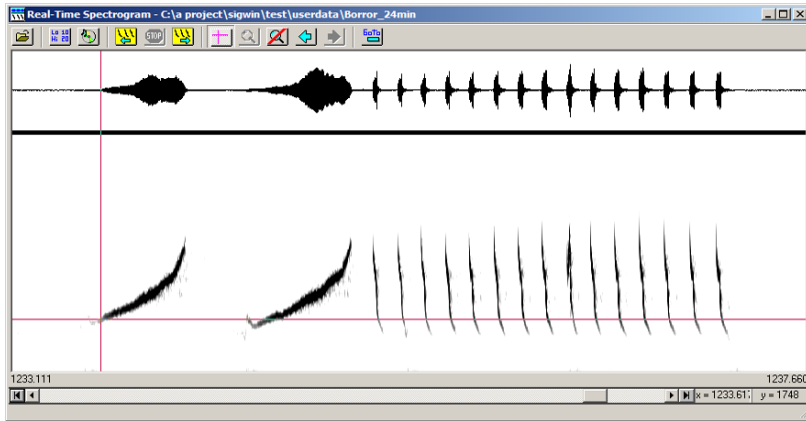 Real-Time Spectrogram - C:\a project\sigwin\test\userdata\Borror_24min
Lo 10
Hi 20
STOP
GoTo
1233.111 1237.660
x = 1233.617 y = 1748